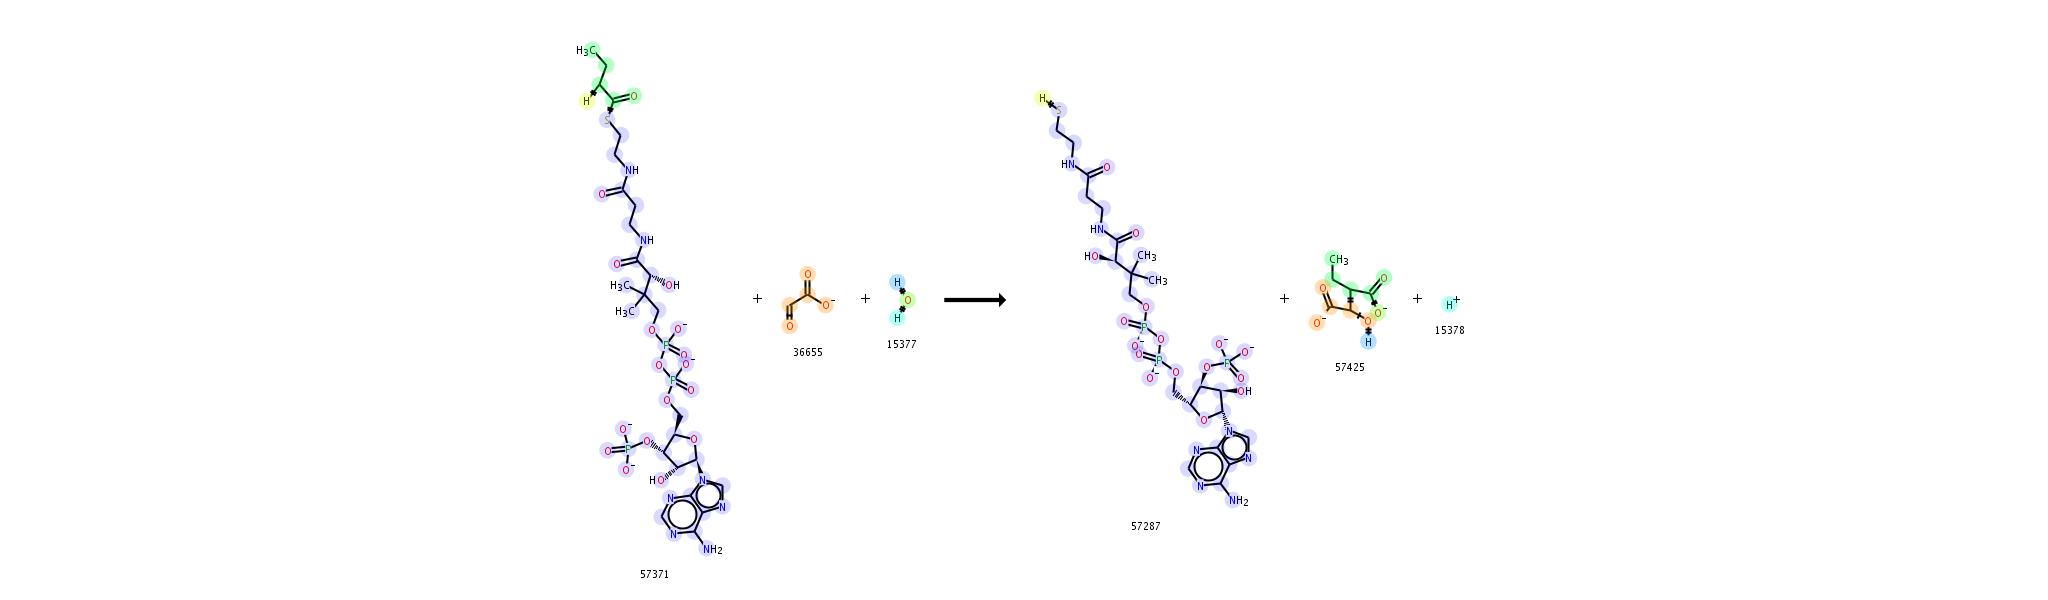 H3C
H
O
S
NH
O
NH
O
H3C
OH
H3C
O
O-
P
O
O
O-
P
O
O
O-
O
P
O
O-
O
HO
N
N
N
N
NH2
57371
+
O
O-
O
36655
+
H
O
H
15377
H
S
HN
O
HN
O
HO
CH3
CH3
O
O
P
O
O-
O
P
O-
O
O-
O-
P
O
O
OH
O
N
N
N
N
NH2
57287
+
CH3
O
O
O-
O-
O
H
57425
+
H+
15378